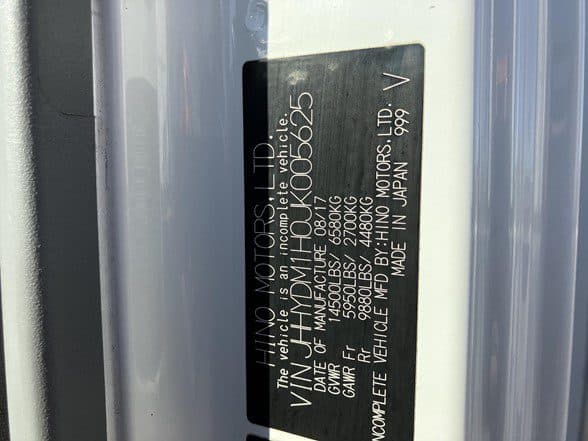 HINO MOTORS, LTD.
The vehicle is an incomplete vehicle.
VIN JHHYDM1H0JK005625
DATE OF MANUFACTURE 08/17
GVWR 14500LBS/ 6580KG
GAWR Fr 5950LBS/ 2700KG
Rr 9880LBS/ 4480KG
INCOMPLETE VEHICLE MFD BY:HINO MOTORS, LTD.
MADE IN JAPAN 999 V